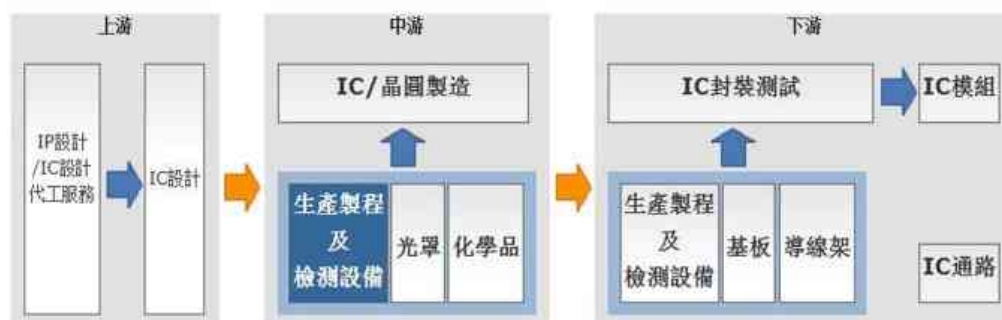 上游
IP設計
/IC設計
代工服務
IC設計
中游
IC/晶圓製造
生產製程
及
檢測設備
光罩
化學品
下游
IC封裝測試
IC模組
生產製程
及
檢測設備
基板
導線架
IC通路